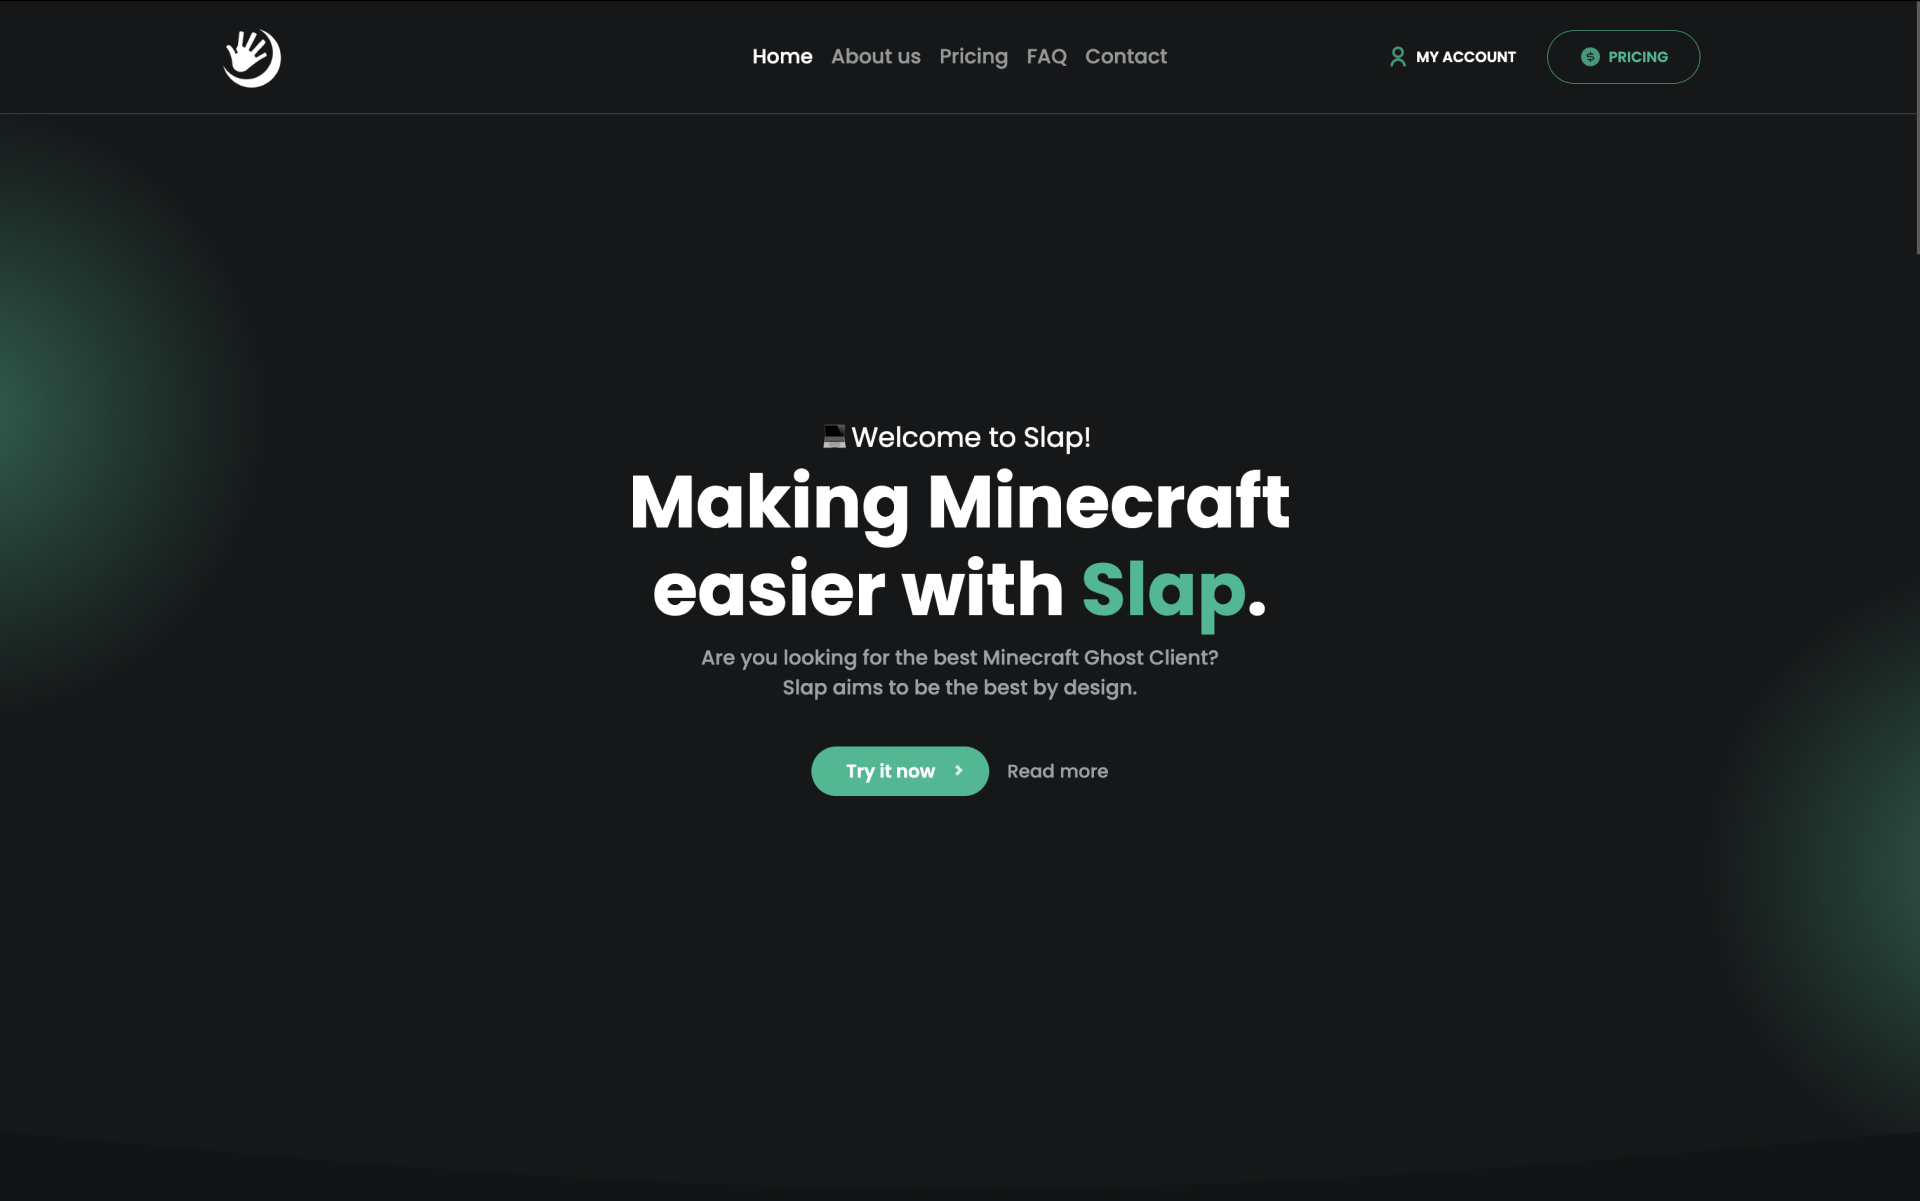 Home About us Pricing FAQ Contact
MY ACCOUNT
PRICING
Welcome to Slap!
Making Minecraft
easier with Slap.
Are you looking for the best Minecraft Ghost Client?
Slap aims to be the best by design.
Try it now
Read more